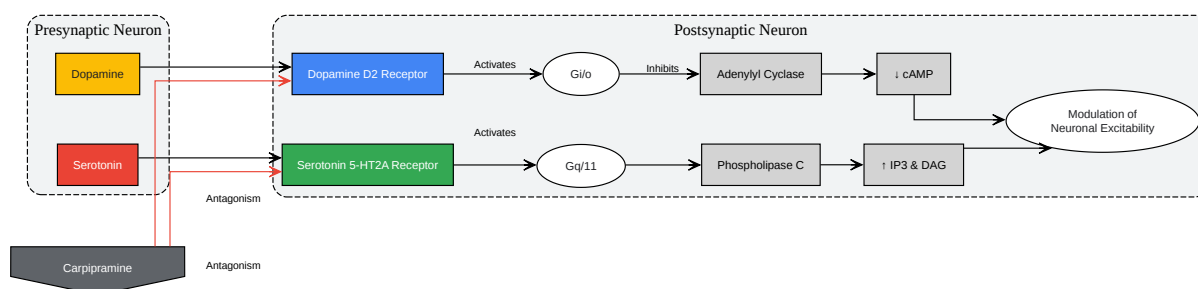 Presynaptic Neuron
Postsynaptic Neuron
Dopamine
Dopamine D2 Receptor
Activates
Gi/o
Inhibits
Adenylyl Cyclase
↓ cAMP
Modulation of
Neuronal Excitability
Serotonin
Serotonin 5-HT2A Receptor
Activates
Gq/11
Phospholipase C
↑ IP3 & DAG
Antagonism
Carpipramine
Antagonism